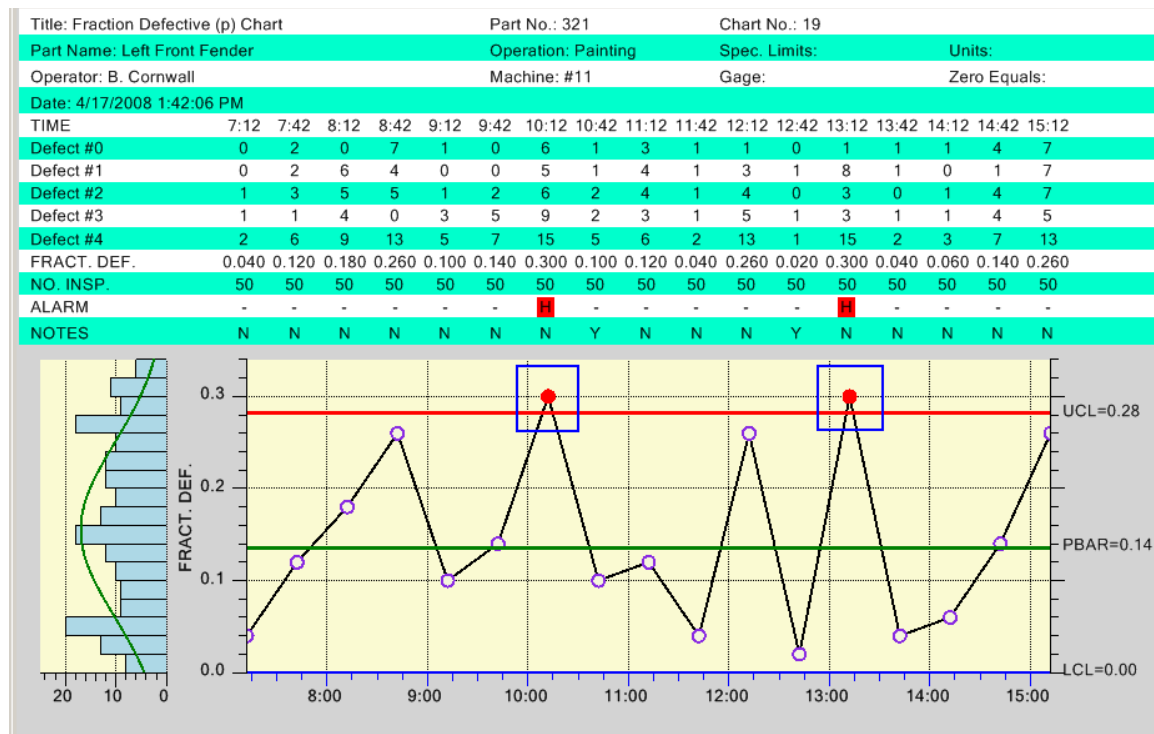 Title: Fraction Defective (p) Chart Part No.: 321 Chart No.: 19
Part Name: Left Front Fender Operation: Painting Spec. Limits: Units:
Operator: B. Cornwall Machine: #11 Gage: Zero Equals:
Date: 4/17/2008 1:42:06 PM
TIME 7:12 7:42 8:12 8:42 9:12 9:42 10:12 10:42 11:12 11:42 12:12 12:42 13:12 13:42 14:12 14:42 15:12
Defect #0 0 2 0 7 1 0 6 1 3 1 1 0 1 1 1 4 7
Defect #1 0 2 6 4 0 0 5 1 4 1 3 1 8 1 0 1 7
Defect #2 1 3 5 5 1 2 6 2 4 1 4 0 3 0 1 4 7
Defect #3 1 1 4 0 3 5 9 2 3 1 5 1 3 1 1 4 5
Defect #4 2 6 9 13 5 7 15 5 6 2 13 1 15 2 3 7 13
FRACT. DEF. 0.040 0.120 0.180 0.260 0.100 0.140 0.300 0.100 0.120 0.040 0.260 0.020 0.300 0.040 0.060 0.140 0.260
NO. INSP. 50 50 50 50 50 50 50 50 50 50 50 50 50 50 50 50 50
ALARM - - - - - - H - - - - - H - - - -
NOTES N N N N N N N Y N N N Y N N N N N
0.3
UCL=0.28
0.2
FRACT. DEF.
PBAR=0.14
0.1
0.0
LCL=0.00
20 10 0
8:00 9:00 10:00 11:00 12:00 13:00 14:00 15:00